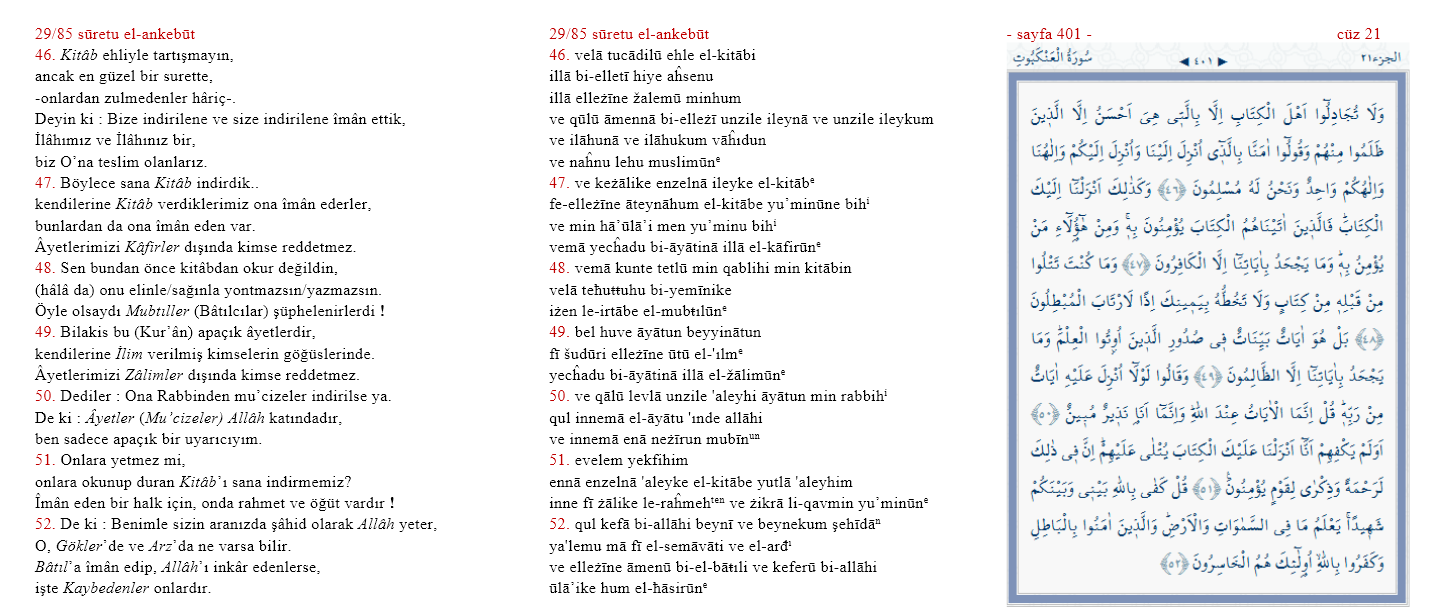 29/85 sūretu el-ankebūt
46. Kitâb ehliyle tartışmayın,
ancak en güzel bir surette,
-onlardan zulmedenler hâriç-.
Deyin ki : Bize indirilene ve size indirilene îmân ettik,
İlâhımız ve İlâhınız bir,
biz O’na teslim olanlarız.
47. Böylece sana Kitâb indirdik..
kendilerine Kitâb verdiklerimiz ona îmân ederler,
bunlardan da ona îmân eden var.
Âyetlerimizi Kâfirler dışında kimse reddetmez.
48. Sen bundan önce kitâbdan okur değildin,
(hâlâ da) onu elinle/sağınla yontmazsın/yazmazsın.
Öyle olsaydı Mubtıller (Bâtılcılar) şüphelenirlerdi !
49. Bilakis bu (Kur’ân) apaçık âyetlerdir,
kendilerine İlim verilmiş kimselerin göğüslerinde.
Âyetlerimizi Zâlimler dışında kimse reddetmez.
50. Dediler : Ona Rabbinden mu’cizeler indirilse ya.
De ki : Âyetler (Mu’cizeler) Allâh katındadır,
ben sadece apaçık bir uyarıcıyım.
51. Onlara yetmez mi,
onlara okunup duran Kitâb’ı sana indirmemiz?
Îmân eden bir halk için, onda rahmet ve öğüt vardır !
52. De ki : Benimle sizin aranızda şâhid olarak Allâh yeter,
O, Gökler’de ve Arz’da ne varsa bilir.
Bâtıl’a îmân edip, Allâh’ı inkâr edenlerse,
işte Kaybedenler onlardır.
29/85 sūretu el-ankebūt
46. velā tucādilū ehle el-kitābi
illā bi-elletī hiye aĥsenu
illā elleżīne žalemū minhum
ve qūlū āmennā bi-elleżī unzile ileynā ve unzile ileykum
ve ilāhunā ve ilāhukum vāĥıdun
ve naĥnu lehu muslimūnᵉ
47. ve keżālike enzelnā ileyke el-kitābᵉ
fe-elleżīne āteynāhum el-kitābe yu’minūne bihⁱ
ve min hā’ūlā’i men yu’minu bihⁱ
vemā yecĥadu bi-āyātinā illā el-kāfirūnᵉ
48. vemā kunte tetlū min qablihi min kitābin
velā teħuŧŧuhu bi-yemīnike
iżen le-irtābe el-mubŧılūnᵉ
49. bel huve āyātun beyyinātun
fī šudūri elleżīne ūtū el-'ılmᵉ
yecĥadu bi-āyātinā illā el-žālimūnᵉ
50. ve qālū levlā unzile 'aleyhi āyātun min rabbihⁱ
qul innemā el-āyātu 'inde allāhi
ve innemā enā neżīrun mubīnᵘⁿ
51. evelem yekfihim
ennā enzelnā 'aleyke el-kitābe yutlā 'aleyhim
inne fī żālike le-raĥmehᵗᵉⁿ ve żikrā li-qavmin yu’minūnᵉ
52. qul kefā bi-allāhi beynī ve beynekum şehīdāⁿ
ya'lemu mā fī el-semāvāti ve el-arđⁱ
ve elleżīne āmenū bi-el-bāŧıli ve keferū bi-allāhi
ūlā’ike hum el-ħāsirūnᵉ
- sayfa 401 - cüz 21
الجزء٢١ ◀ ٤٠١ ▶ سُورَةُ الْعَنْكَبُوتِ
وَلَا تُجَادِلُٓوا اَهْلَ الْكِتَابِ اِلَّا بِالَّت۪ي هِيَ اَحْسَنُ اِلَّا الَّذ۪ينَ
ظَلَمُوا مِنْهُمْ وَقُولُٓوا اٰمَنَّا بِالَّذ۪ٓي اُنْزِلَ اِلَيْنَا وَاُنْزِلَ اِلَيْكُمْ وَاِلٰهُنَا
وَاِلٰهُكُمْ وَاحِدٌ وَنَحْنُ لَهُ مُسْلِمُونَ ﴿٤٦﴾ وَكَذٰلِكَ اَنْزَلْنَٓا اِلَيْكَ
الْكِتَابَۜ فَالَّذ۪ينَ اٰتَيْنَاهُمُ الْكِتَابَ يُؤْمِنُونَ بِه۪ۚ وَمِنْ هٰٓؤُ۬لَٓاءِ مَنْ
يُؤْمِنُ بِه۪ۜ وَمَا يَجْحَدُ بِاٰيَاتِنَٓا اِلَّا الْكَافِرُونَ ﴿٤٧﴾ وَمَا كُنْتَ تَتْلُوا
مِنْ قَبْلِه۪ مِنْ كِتَابٍ وَلَا تَخُطُّهُ بِيَم۪ينِكَ اِذًا لَارْتَابَ الْمُبْطِلُونَ
﴿٤٨﴾ بَلْ هُوَ اٰيَاتٌ بَيِّنَاتٌ ف۪ي صُدُورِ الَّذ۪ينَ اُو۫تُوا الْعِلْمَۜ وَمَا
يَجْحَدُ بِاٰيَاتِنَٓا اِلَّا الظَّالِمُونَ ﴿٤٩﴾ وَقَالُوا لَوْلَٓا اُنْزِلَ عَلَيْهِ اٰيَاتٌ
مِنْ رَبِّه۪ۜ قُلْ اِنَّمَا الْاٰيَاتُ عِنْدَ اللّٰهِۜ وَاِنَّمَٓا اَنَا۬ نَذ۪يرٌ مُب۪ينٌ ﴿٥٠﴾
اَوَلَمْ يَكْفِهِمْ اَنَّٓا اَنْزَلْنَا عَلَيْكَ الْكِتَابَ يُتْلٰى عَلَيْهِمْۜ اِنَّ ف۪ي ذٰلِكَ
لَرَحْمَةً وَذِكْرٰى لِقَوْمٍ يُؤْمِنُونَ۟ ﴿٥١﴾ قُلْ كَفٰى بِاللّٰهِ بَيْن۪ي وَبَيْنَكُمْ
شَه۪يدًاۚ يَعْلَمُ مَا فِي السَّمٰوَاتِ وَالْاَرْضِۜ وَالَّذ۪ينَ اٰمَنُوا بِالْبَاطِلِ
وَكَفَرُوا بِاللّٰهِۙ اُو۬لٰٓئِكَ هُمُ الْخَاسِرُونَ ﴿٥٢﴾